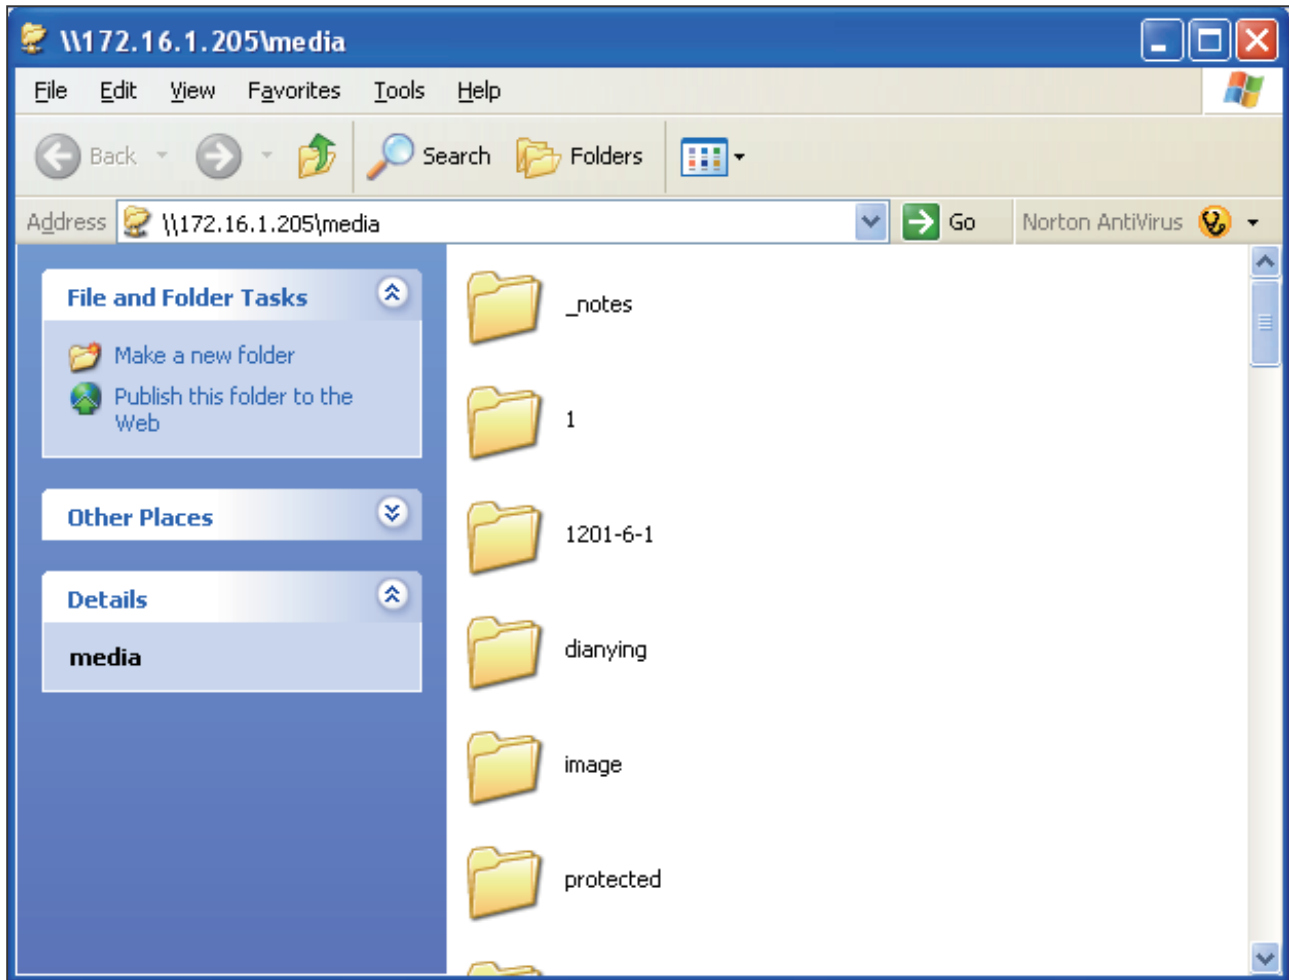 \\172.16.1.205\media
File Edit View Favorites Tools Help
Back Search Folders
Address \\172.16.1.205\media Go Norton AntiVirus
File and Folder Tasks
Make a new folder
Publish this folder to the
Web
Other Places
Details
media
_notes
1
1201-6-1
dianying
image
protected